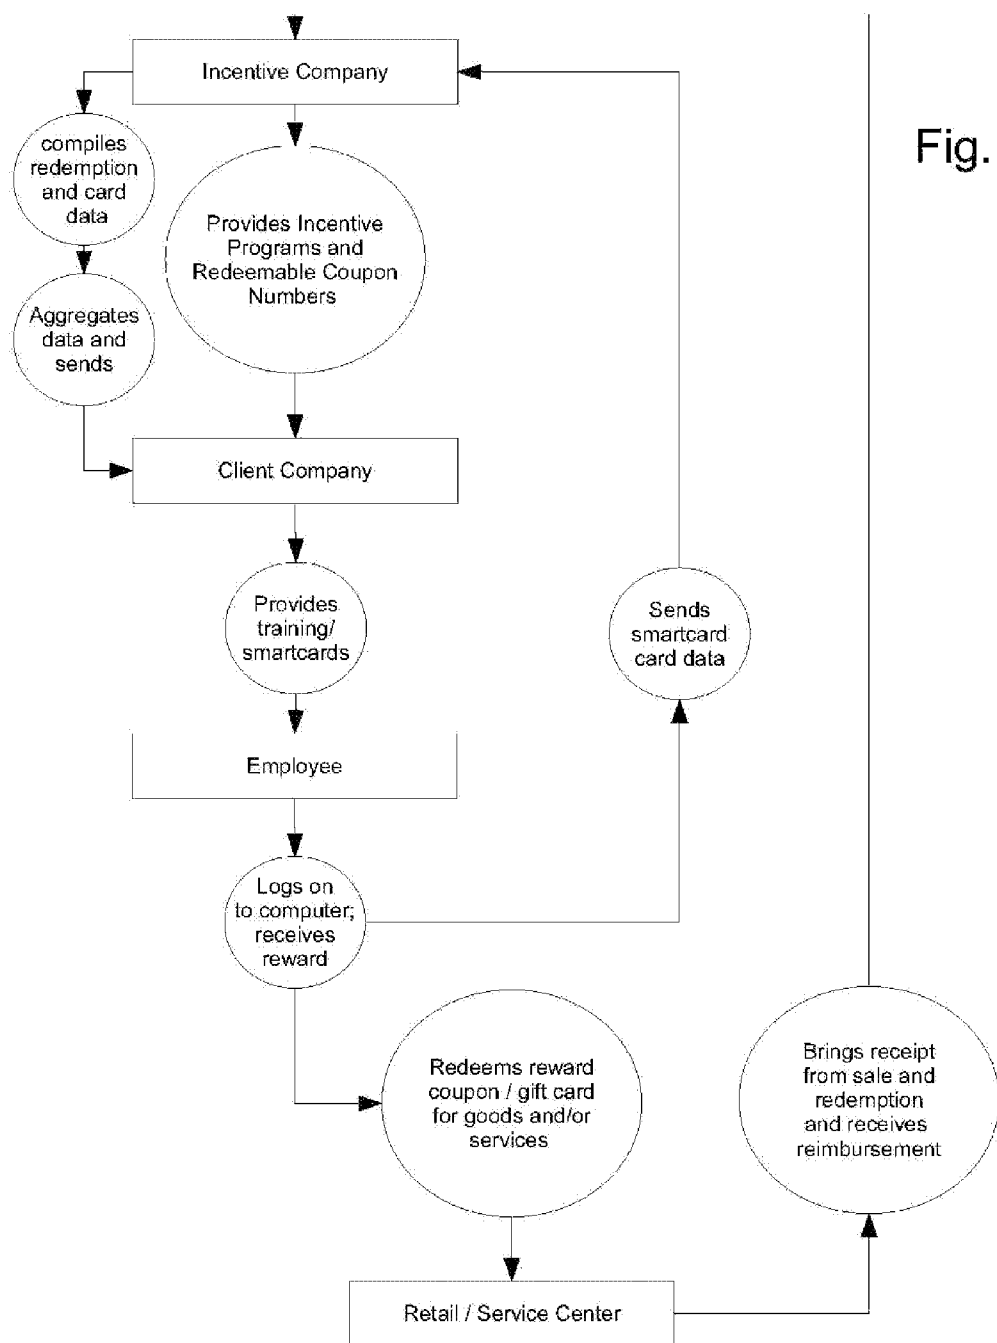 Incentive Company
Fig.
compiles
redemption
and card
data
Provides Incentive
Programs and
Redeemable Coupon
Numbers
Aggregates
data and
sends
Client Company
Provides
training/
smartcards
Sends
smartcard
card data
Employee
Logs on
to computer;
receives
reward
Redeems reward
coupon / gift card
for goods and/or
services
Brings receipt
from sale and
redemption
and receives
reimbursement
Retail / Service Center